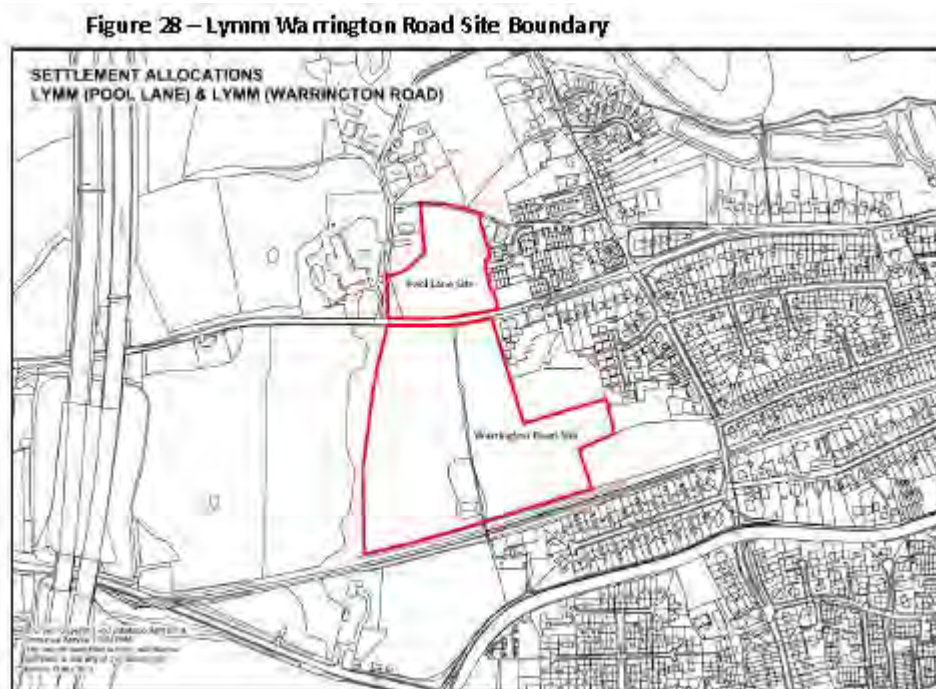 Figure 28 – Lymm Warrington Road Site Boundary
SETTLEMENT ALLOCATIONS
LYMM (POOL LANE) & LYMM (WARRINGTON ROAD)
Pool Lane Site
Warrington Road Site